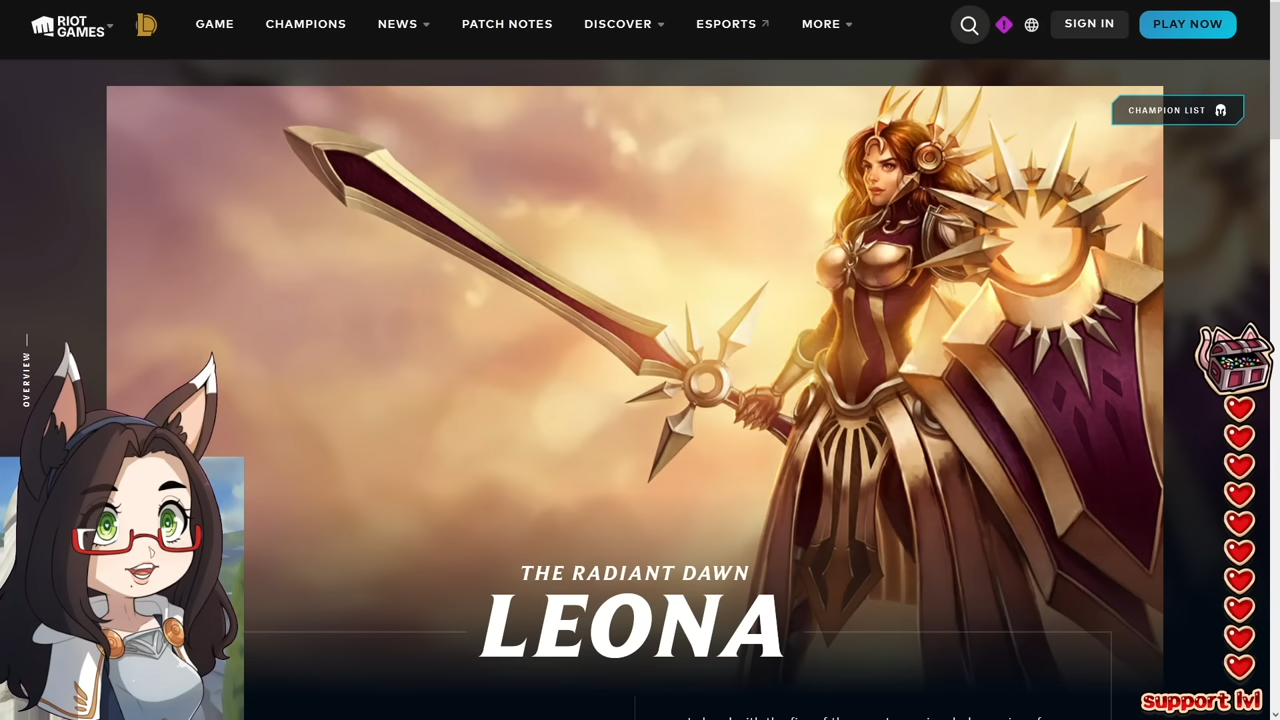 RIOT GAMES
GAME CHAMPIONS NEWS PATCH NOTES DISCOVER ESPORTS MORE SIGN IN PLAY NOW
CHAMPION LIST
OVERVIEW
THE RADIANT DAWN
LEONA
support lvl